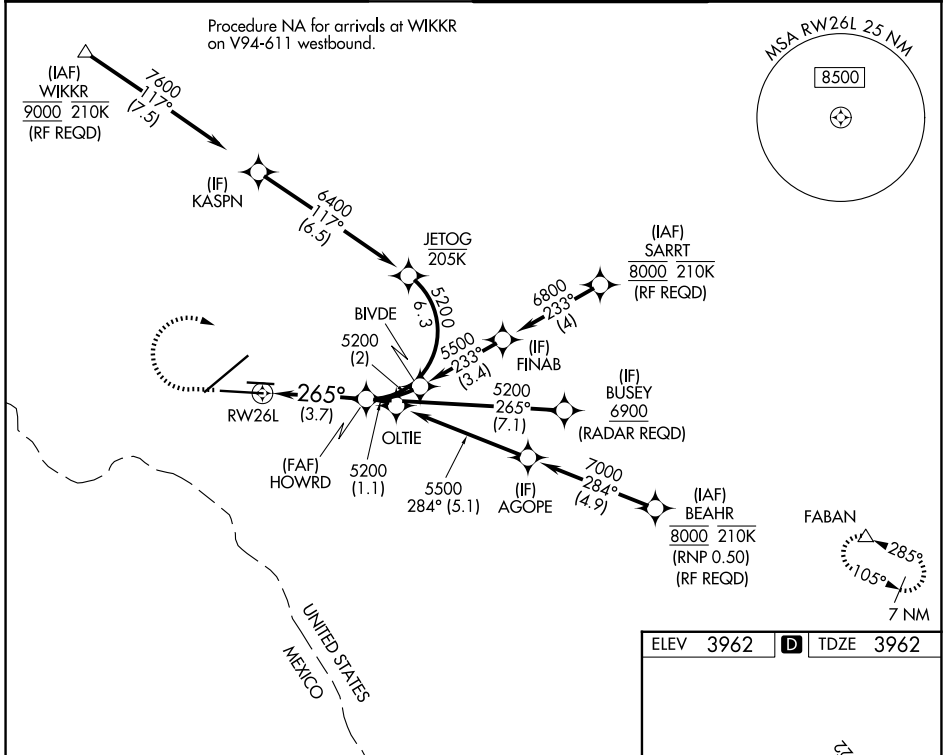 Procedure NA for arrivals at WIKKR
on V94-611 westbound.
MSA RW26L 25 NM
8500
(IAF)
WIKKR
9000 210K
(RF REQD)
7600
117°
(7.5)
(IF)
KASPN
6400
117°
(6.5)
JETOG
205K
5200
6.3
(IAF)
SARRT
8000 210K
(RF REQD)
6800
233°
(4)
(IF)
FINAB
5500
233°
(3.4)
BIVDE
5200
(2)
(IF)
BUSEY
6900
(RADAR REQD)
5200
265°
(7.1)
RW26L
265°
(3.7)
OLTIE
(FAF)
HOWRD
5200
(1.1)
5500
284° (5.1)
(IF)
AGOPE
7000
284°
(4.9)
(IAF)
BEAHR
8000 210K
(RNP 0.50)
(RF REQD)
FABAN
285°
105°
7 NM
UNITED STATES
MEXICO
ELEV 3962 D TDZE 3962
22